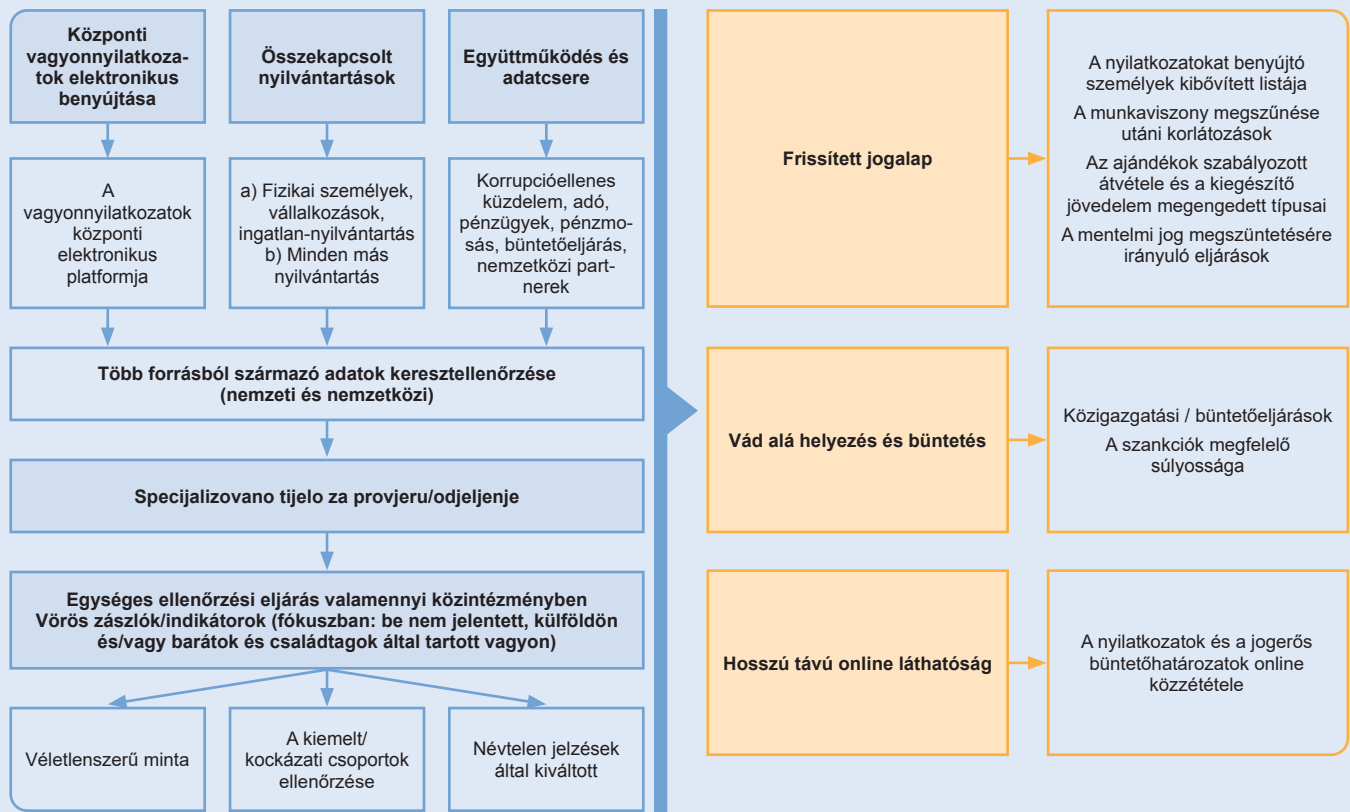 Központi
vagyonnyilatkoza-
tok elektronikus
benyújtása
Összekapcsolt
nyilvántartások
Együttműködés és
adatcsere
A
vagyonnyilatkozatok
központi
elektronikus
platformja
a) Fizikai személyek,
vállalkozások,
ingatlan-nyilvántartás
b) Minden más
nyilvántartás
Korrupcióellenes
küzdelem, adó,
pénzügyek, pénzmo-
sás, büntetőeljárás,
nemzetközi part-
nerek
Több forrásból származó adatok keresztellenőrzése
(nemzeti és nemzetközi)
Specijalizovano tijelo za provjeru/odjeljenje
Egységes ellenőrzési eljárás valamennyi közintézményben
Vörös zászlók/indikátorok (fókuszban: be nem jelentett, külföldön
és/vagy barátok és családtagok által tartott vagyon)
Véletlenszerű minta
A kiemelt/
kockázati csoportok
ellenőrzése
Névtelen jelzések
által kiváltott
Frissített jogalap
A nyilatkozatokat benyújtó
személyek kibővített listája
A munkaviszony megszűnése
utáni korlátozások
Az ajándékok szabályozott
átvétele és a kiegészítő
jövedelem megengedett típusai
A mentelmi jog megszüntetésére
irányuló eljárások
Vád alá helyezés és büntetés
Közigazgatási / büntetőeljárások
A szankciók megfelelő
súlyossága
Hosszú távú online láthatóság
A nyilatkozatok és a jogerős
büntetőhatározatok online
közzététele